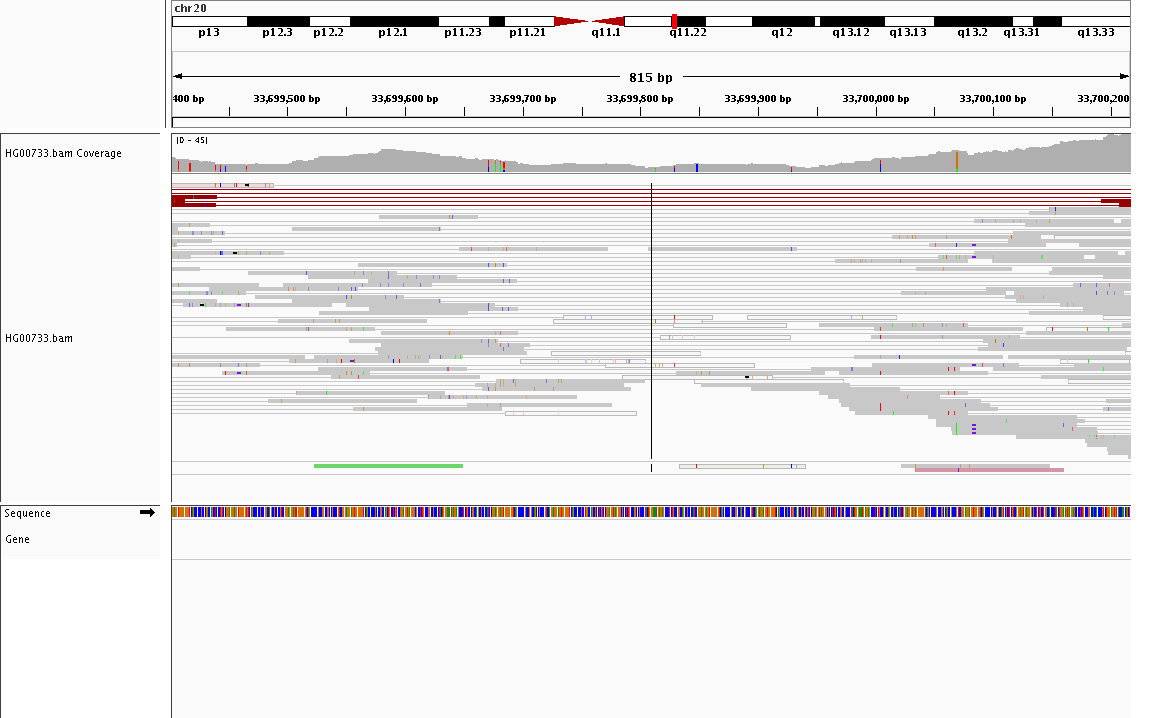 chr20
p13 p12.3 p12.2 p12.1 p11.23 p11.21 q11.1 q11.22 q12 q13.12 q13.13 q13.2 q13.31 q13.33
815 bp
400 bp 33,699,500 bp 33,699,600 bp 33,699,700 bp 33,699,800 bp 33,699,900 bp 33,700,000 bp 33,700,100 bp 33,700,200
[0 - 45]
HG00733.bam Coverage
HG00733.bam
Sequence
Gene